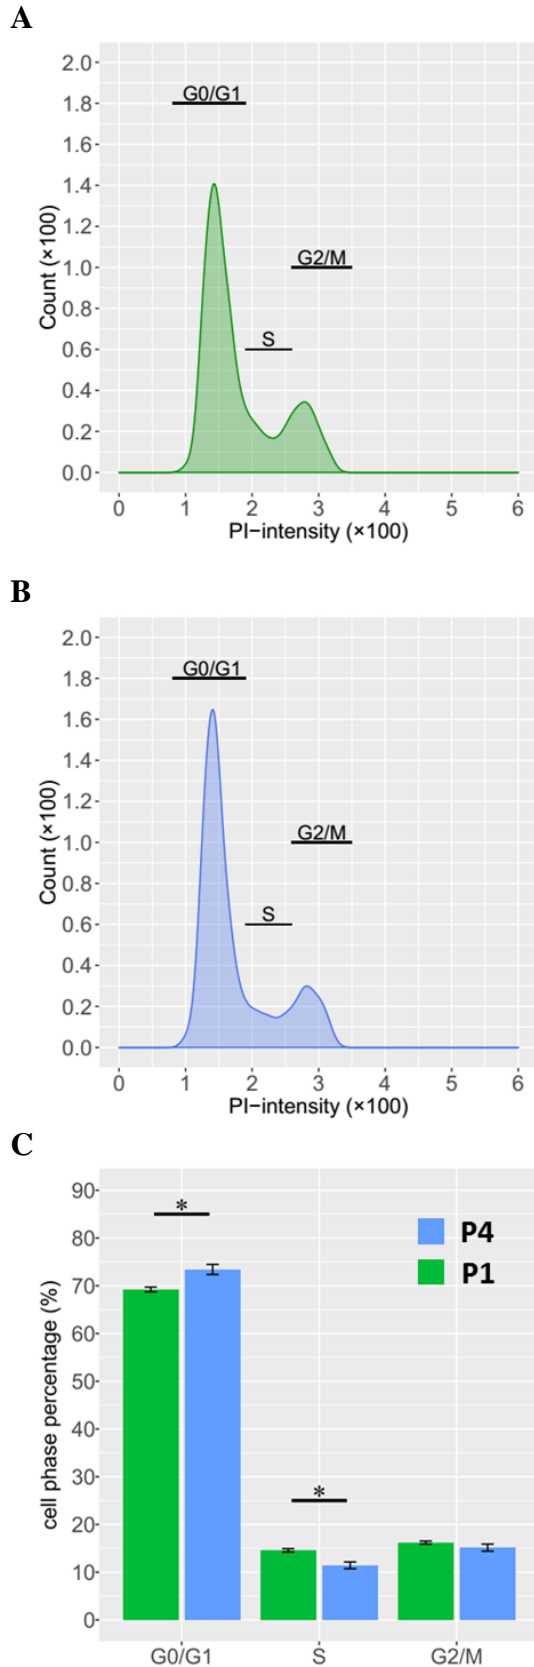 A
2.0
1.8
1.6
1.4
1.2
1.0
0.8
0.6
0.4
0.2
0.0
Count (×100)
G0/G1
G2/M
S
0 1 2 3 4 5 6
PI−intensity (×100)
B
2.0
1.8
1.6
1.4
1.2
1.0
0.8
0.6
0.4
0.2
0.0
Count (×100)
G0/G1
G2/M
S
0 1 2 3 4 5 6
PI−intensity (×100)
C
90
80
70
60
50
40
30
20
10
0
cell phase percentage (%)
*
*
P4
P1
G0/G1 S G2/M